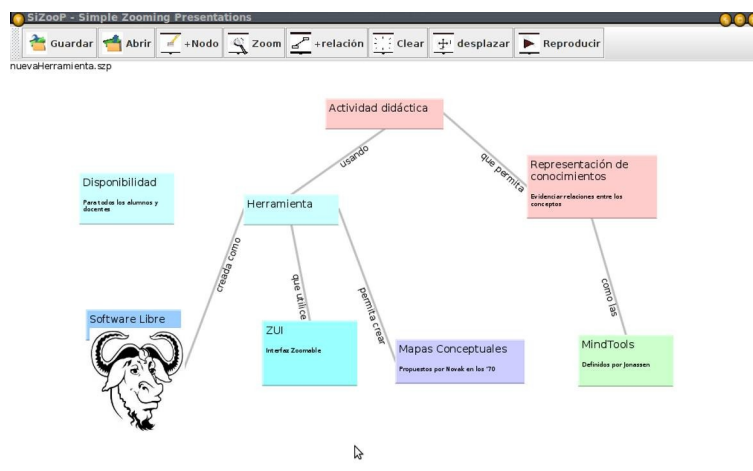 SiZooP - Simple Zooming Presentations
Guardar Abrir +Nodo Zoom +relación Clear desplazar Reproducir
nuevaHerramienta.szp
Actividad didáctica
usando
que permita
Representación de
conocimientos
Evidenciar relaciones entre los
conceptos
Disponibilidad
Para todos los alumnos y
docentes
Herramienta
creada como
que utilice
permita crear
como las
Software Libre
ZUI
Interfaz Zoomable
Mapas Conceptuales
Propuestos por Novak en los '70
MindTools
Definidos por Jonassen